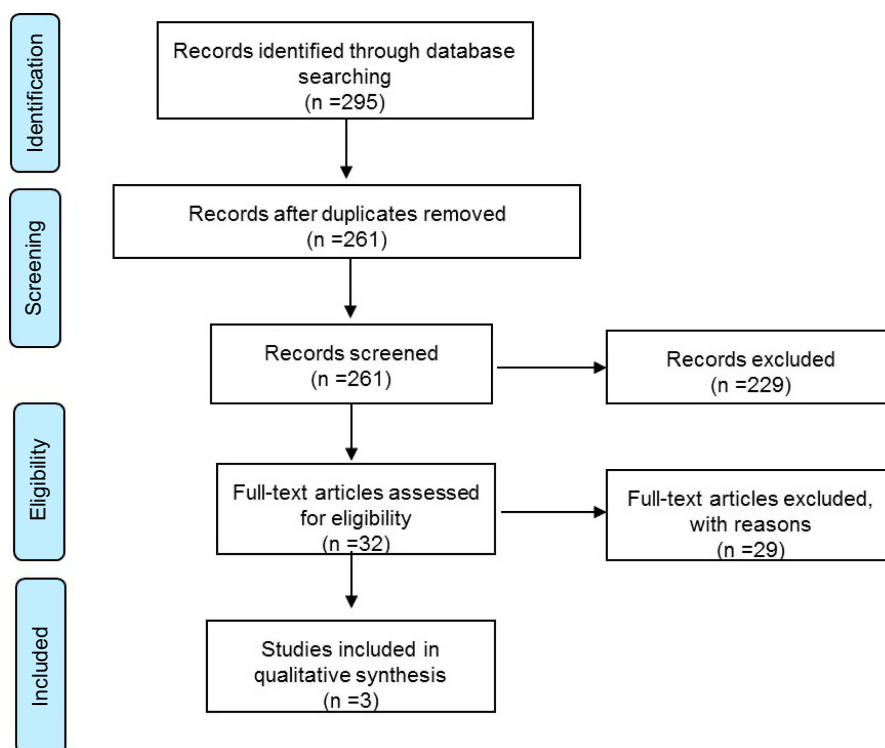 Identification
Records identified through database
searching
(n =295)
Screening
Records after duplicates removed
(n =261)
Records screened
(n =261)
Records excluded
(n =229)
Eligibility
Full-text articles assessed
for eligibility
(n =32)
Full-text articles excluded,
with reasons
(n =29)
Included
Studies included in
qualitative synthesis
(n =3)